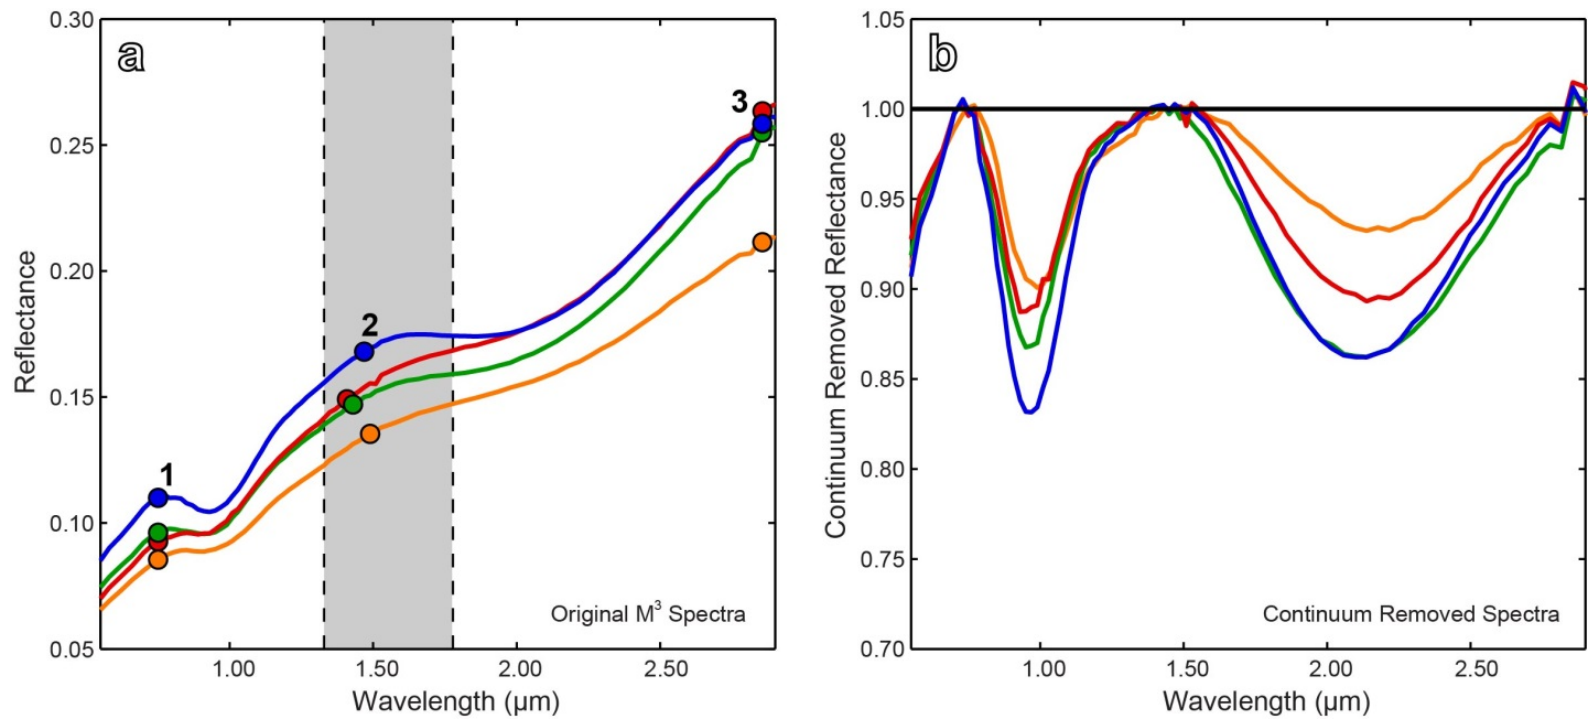 a
0.30
0.25
0.20
0.15
0.10
0.05
Reflectance
1
2
3
Original M³ Spectra
1.00 1.50 2.00 2.50
Wavelength (μm)
b
1.05
1.00
0.95
0.90
0.85
0.80
0.75
0.70
Continuum Removed Reflectance
Continuum Removed Spectra
1.00 1.50 2.00 2.50
Wavelength (μm)